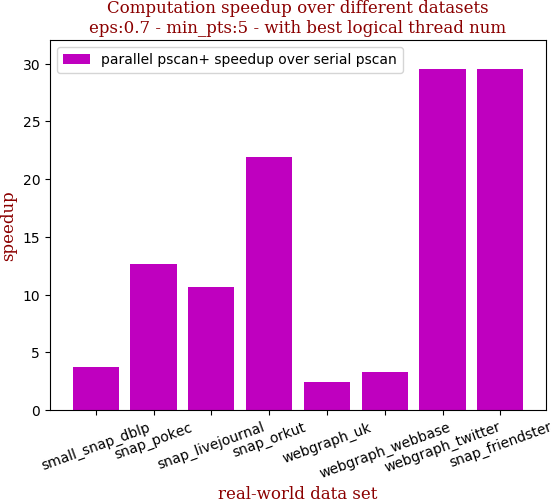 Computation speedup over different datasets
eps:0.7 - min_pts:5 - with best logical thread num
parallel pscan+ speedup over serial pscan
30
25
20
15
10
5
0
speedup
small_snap_dblp
snap_pokec
snap_livejournal
snap_orkut
webgraph_uk
webgraph_webbase
webgraph_twitter
snap_friendster
real-world data set